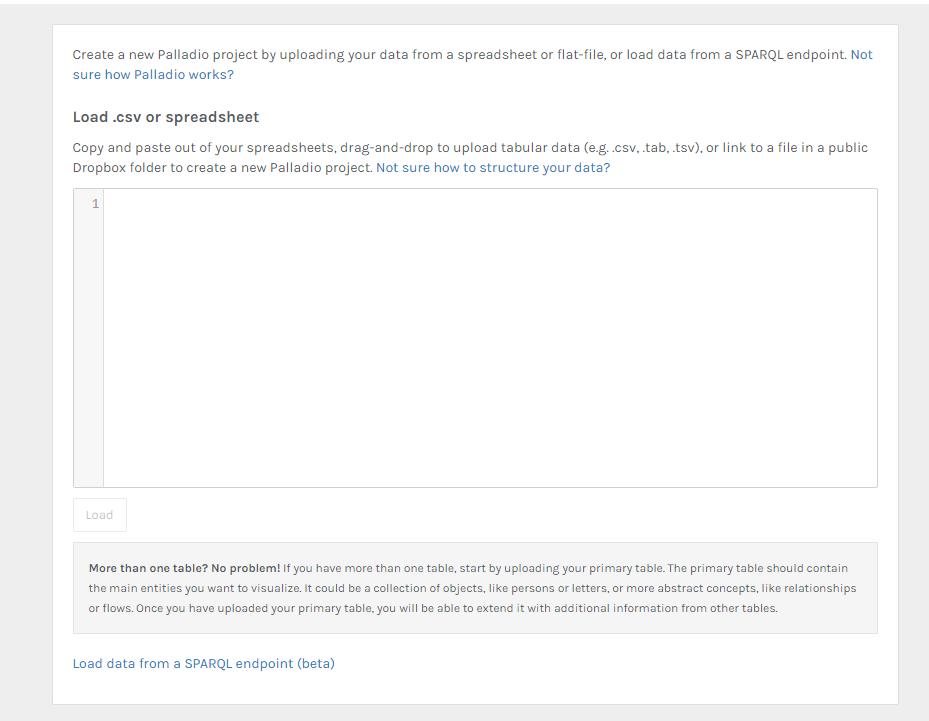 Create a new Palladio project by uploading your data from a spreadsheet or flat-file, or load data from a SPARQL endpoint. Not
sure how Palladio works?
Load .csv or spreadsheet
Copy and paste out of your spreadsheets, drag-and-drop to upload tabular data (e.g. .csv, .tab, .tsv), or link to a file in a public
Dropbox folder to create a new Palladio project. Not sure how to structure your data?
1
Load
More than one table? No problem! If you have more than one table, start by uploading your primary table. The primary table should contain
the main entities you want to visualize. It could be a collection of objects, like persons or letters, or more abstract concepts, like relationships
or flows. Once you have uploaded your primary table, you will be able to extend it with additional information from other tables.
Load data from a SPARQL endpoint (beta)